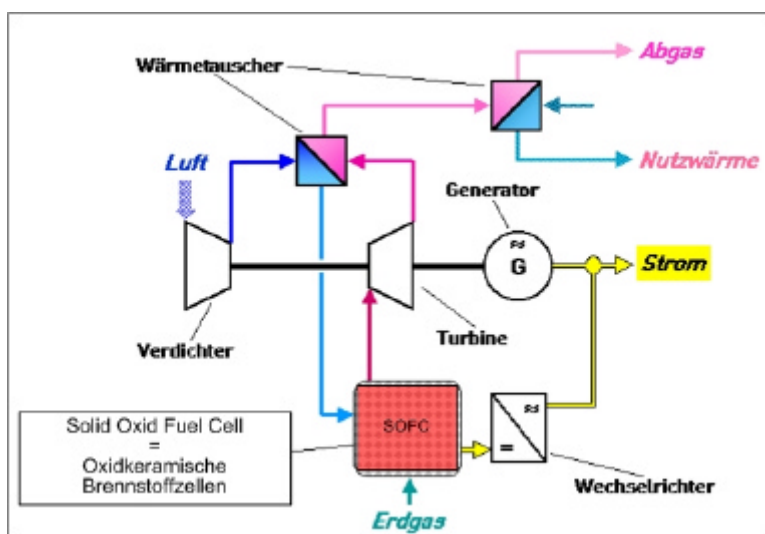 Abgas
Wärmetauscher
Luft
Nutzwärme
Generator
G
Strom
Verdichter
Turbine
Solid Oxid Fuel Cell
=
Oxidkeramische
Brennstoffzellen
SOFC
=
Wechselrichter
Erdgas